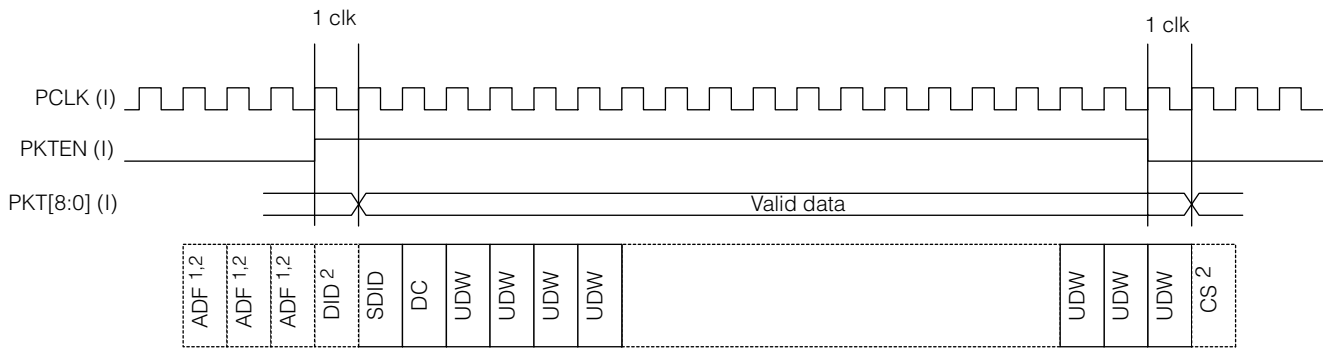 1 clk 1 clk
PCLK (I)
PKTEN (I)
PKT[8:0] (I) Valid data
ADF 1,2 ADF 1,2 ADF 1,2 DID 2 SDID DC UDW UDW UDW UDW UDW UDW UDW CS 2